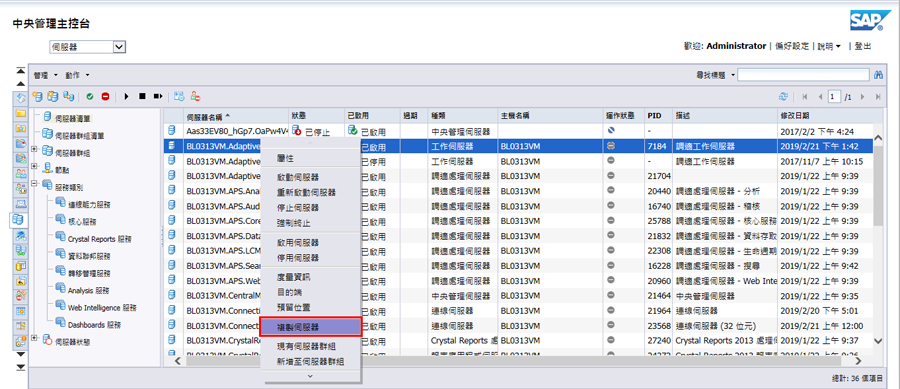 中央管理主控台
SAP
伺服器
歡迎: Administrator | 偏好設定 | 說明 | 登出
管理 動作
尋找標題
1 /1
伺服器清單
伺服器群組清單
伺服器群組
節點
服務類別
連線能力服務
核心服務
Crystal Reports 服務
資料聯邦服務
轉移管理服務
Analysis 服務
Web Intelligence 服務
Dashboards 服務
伺服器狀態
伺服器名稱 狀態 已啟用 過期 種類 主機名稱 操作狀態 PID 描述 修改日期
Aas33EV80_hGp7.OaPw4V4 已停止 已啟用 中央管理伺服器 - - 2017/2/2 下午 4:24
BL0313VM.Adaptive 已啟用 工作伺服器 BL0313VM 7184 調適工作伺服器 2019/2/21 下午 1:42
BL0313VM.Adaptive 已停用 工作伺服器 BL0313VM - 調適工作伺服器 2017/11/7 上午 10:15
BL0313VM.Adaptive 已啟用 調適處理伺服器 BL0313VM 21704 2019/1/22 上午 9:39
BL0313VM.APS.Anal 已啟用 調適處理伺服器 BL0313VM 20440 調適處理伺服器 - 分析 2019/1/22 上午 9:39
BL0313VM.APS.Aud 已啟用 調適處理伺服器 BL0313VM 16740 調適處理伺服器 - 稽核 2019/1/22 上午 9:39
BL0313VM.APS.Core 已啟用 調適處理伺服器 BL0313VM 25788 調適處理伺服器 - 核心服務 2019/1/22 上午 9:39
BL0313VM.APS.Data 已啟用 調適處理伺服器 BL0313VM 21832 調適處理伺服器 - 資料存取 2019/1/22 上午 9:39
BL0313VM.APS.LCM 已啟用 調適處理伺服器 BL0313VM 22308 調適處理伺服器 - 生命週期 2019/1/22 上午 9:39
BL0313VM.APS.Sear 已啟用 調適處理伺服器 BL0313VM 16228 調適處理伺服器 - 搜尋 2019/1/22 上午 9:42
BL0313VM.APS.Web 已啟用 調適處理伺服器 BL0313VM 20960 調適處理伺服器 - Web Inte 2019/1/22 上午 9:39
BL0313VM.CentralM 已啟用 中央管理伺服器 BL0313VM 21464 中央管理伺服器 2019/1/22 上午 9:35
BL0313VM.Connecti 已啟用 連線伺服器 BL0313VM 21964 連線伺服器 2019/5/20 上午 2:01
BL0313VM.Connecti 已啟用 連線伺服器 BL0313VM 23568 連線伺服器 (32 位元) 2019/2/21 上午 12:00
BL0313VM.CrystalRe 已啟用 Crystal Reports 處 BL0313VM 27240 Crystal Reports 2013 處理伺 2019/1/22 上午 9:39
屬性
啟動伺服器
重新啟動伺服器
停止伺服器
強制終止
啟用伺服器
停用伺服器
度量資訊
目的端
預留位置
複製伺服器
現有伺服器群組
新增至伺服器群組
總計: 36 個項目